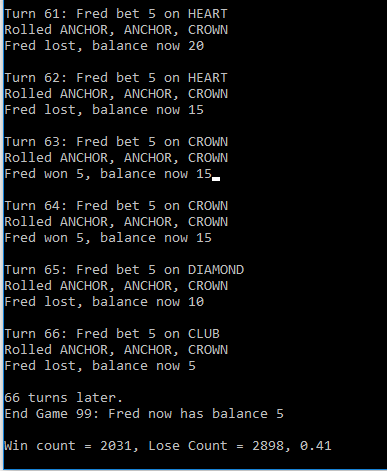 Turn 61: Fred bet 5 on HEART
Rolled ANCHOR, ANCHOR, CROWN
Fred lost, balance now 20
Turn 62: Fred bet 5 on HEART
Rolled ANCHOR, ANCHOR, CROWN
Fred lost, balance now 15
Turn 63: Fred bet 5 on CROWN
Rolled ANCHOR, ANCHOR, CROWN
Fred won 5, balance now 15
Turn 64: Fred bet 5 on CROWN
Rolled ANCHOR, ANCHOR, CROWN
Fred won 5, balance now 15
Turn 65: Fred bet 5 on DIAMOND
Rolled ANCHOR, ANCHOR, CROWN
Fred lost, balance now 10
Turn 66: Fred bet 5 on CLUB
Rolled ANCHOR, ANCHOR, CROWN
Fred lost, balance now 5
66 turns later.
End Game 99: Fred now has balance 5
Win count = 2031, Lose Count = 2898, 0.41